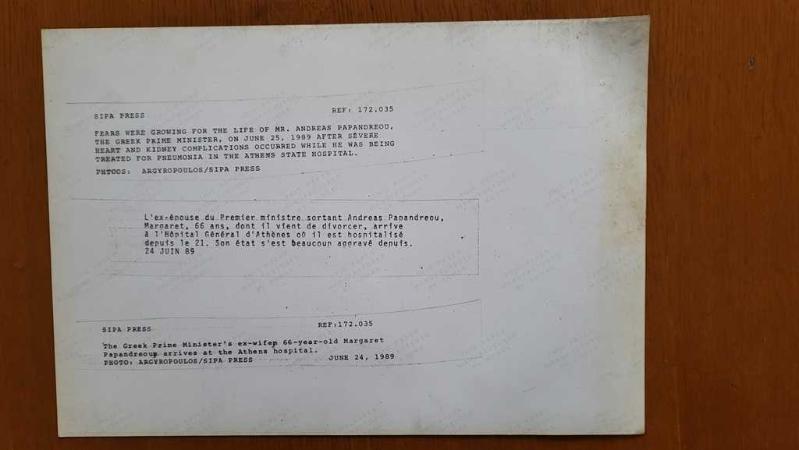 SIPA PRESS REF: 172.035
FEARS WERE GROWING FOR THE LIFE OF MR. ANDREAS PAPANDREOU,
THE GREEK PRIME MINISTER, ON JUNE 25, 1989 AFTER SEVERE
HEART AND KIDNEY COMPLICATIONS OCCURRED WHILE HE WAS BEING
TREATED FOR PNEUMONIA IN THE ATHENS STATE HOSPITAL.
PHTOOS: ARGYROPOULOS/SIPA PRESS
L'ex-épouse du Premier ministre sortant Andreas Papandreou,
Margaret, 66 ans, dont il vient de divorcer, arrive
à l'Hôpital Général d'Athènes où il est hospitalisé
depuis le 21. Son état s'est beaucoup aggravé depuis.
24 JUIN 89
SIPA PRESS REF:172.035
The Greek Prime Minister's ex-wife, 66-year-old Margaret
Papandreou, arrives at the Athens hospital.
PHOTO: ARGYROPOULOS/SIPA PRESS JUNE 24, 1989